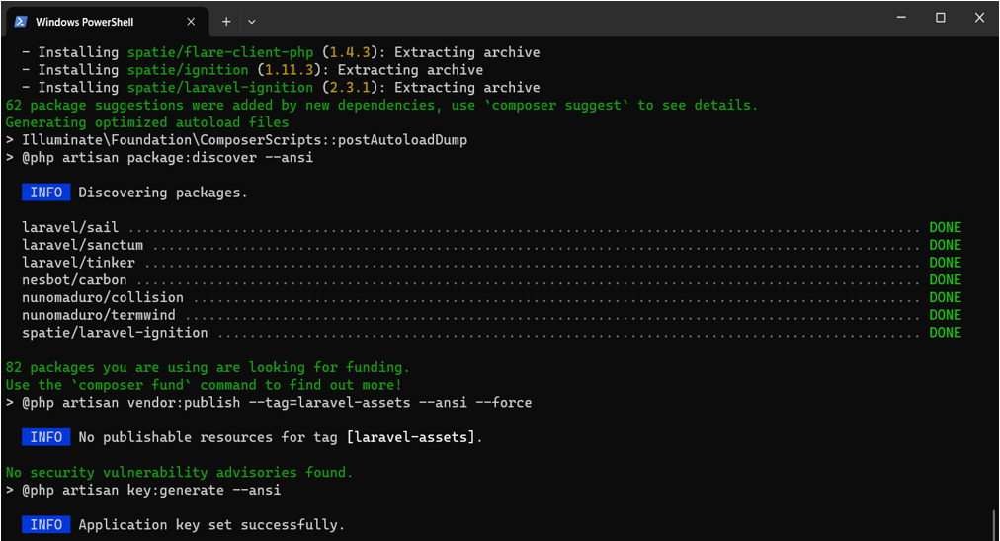 Windows PowerShell
- Installing spatie/flare-client-php (1.4.3): Extracting archive
- Installing spatie/ignition (1.11.3): Extracting archive
- Installing spatie/laravel-ignition (2.3.1): Extracting archive
62 package suggestions were added by new dependencies, use `composer suggest` to see details.
Generating optimized autoload files
> Illuminate\Foundation\ComposerScripts::postAutoloadDump
> @php artisan package:discover --ansi
INFO Discovering packages.
laravel/sail ................................................................................................... DONE
laravel/sanctum ................................................................................................ DONE
laravel/tinker ................................................................................................. DONE
nesbot/carbon .................................................................................................. DONE
nunomaduro/collision ........................................................................................... DONE
nunomaduro/termwind ............................................................................................ DONE
spatie/laravel-ignition ........................................................................................ DONE
82 packages you are using are looking for funding.
Use the `composer fund` command to find out more!
> @php artisan vendor:publish --tag=laravel-assets --ansi --force
INFO No publishable resources for tag [laravel-assets].
No security vulnerability advisories found.
> @php artisan key:generate --ansi
INFO Application key set successfully.